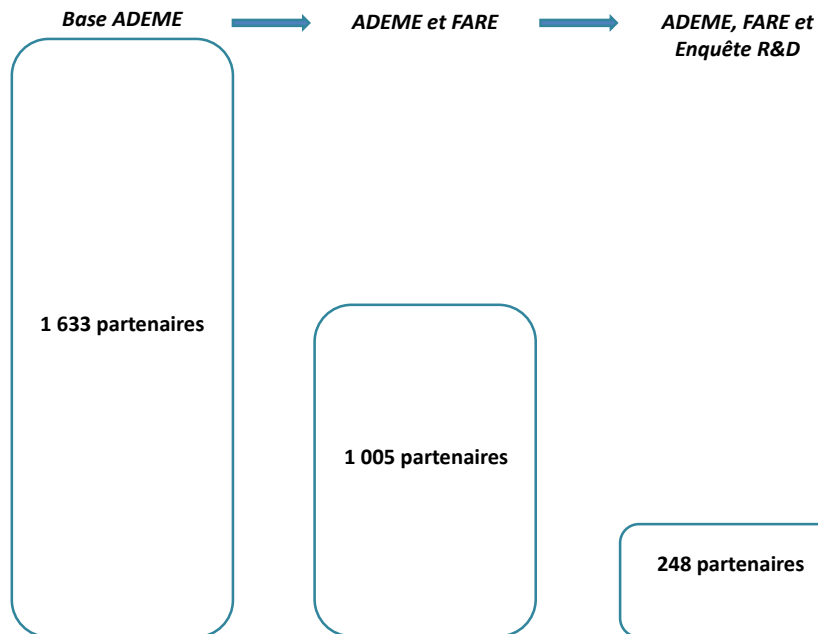 Base ADEME
ADEME et FARE
ADEME, FARE et
Enquête R&D
1 633 partenaires
1 005 partenaires
248 partenaires